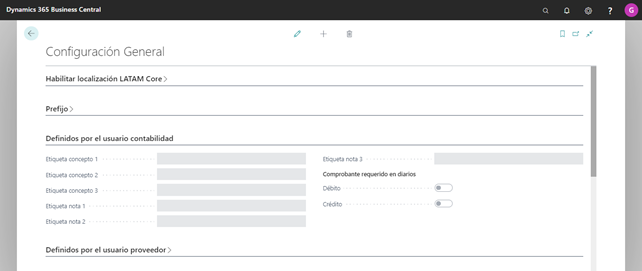 Dynamics 365 Business Central
G
Configuración General
Habilitar localización LATAM Core
Prefijo
Definidos por el usuario contabilidad
Etiqueta concepto 1
Etiqueta concepto 2
Etiqueta concepto 3
Etiqueta nota 1
Etiqueta nota 2
Etiqueta nota 3
Comprobante requerido en diarios
Débito
Crédito
Definidos por el usuario proveedor